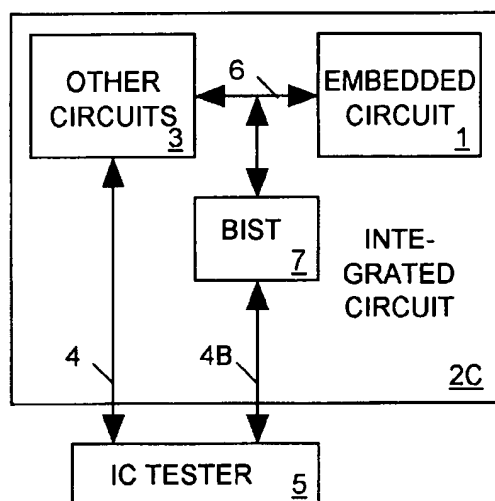 OTHER
CIRCUITS
3
6
EMBEDDED
CIRCUIT
1
BIST
7
INTE-
GRATED
CIRCUIT
4
4B
2C
IC TESTER
5